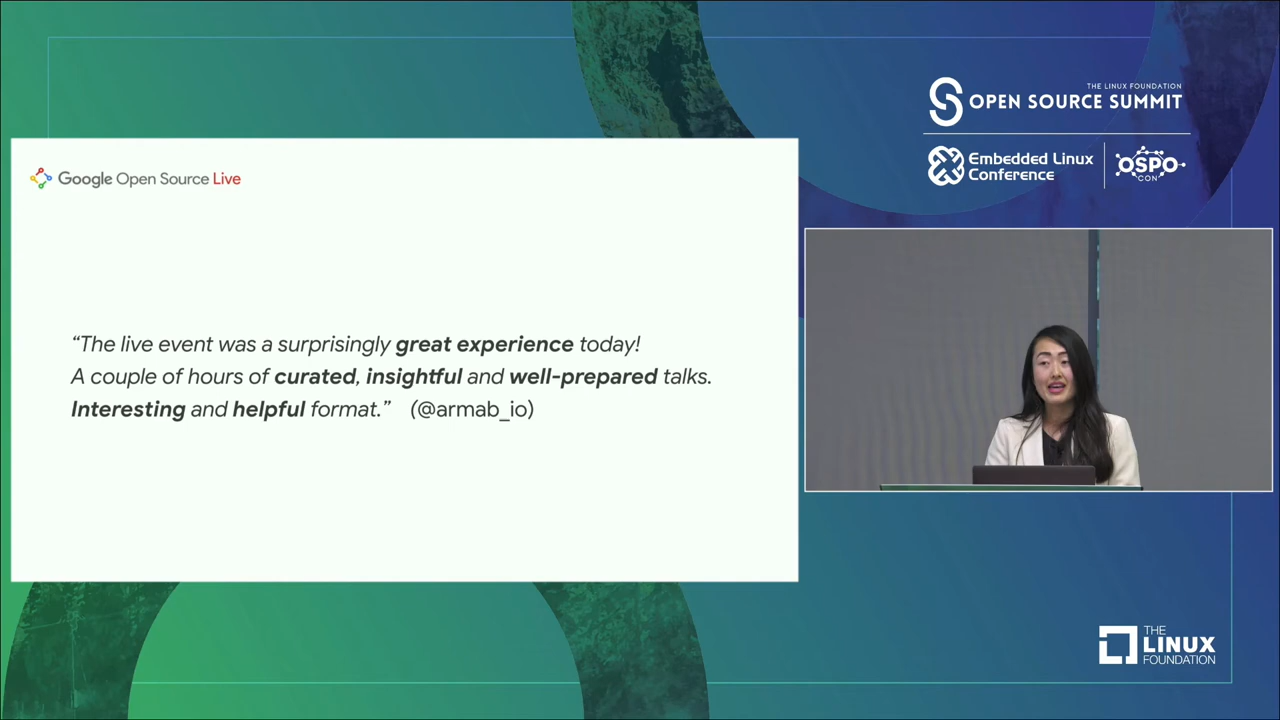 THE LINUX FOUNDATION
OPEN SOURCE SUMMIT
Embedded Linux
Conference
OSPO
CON
Google Open Source Live
“The live event was a surprisingly great experience today!
A couple of hours of curated, insightful and well-prepared talks.
Interesting and helpful format.” (@armab_io)
THE
LINUX
FOUNDATION